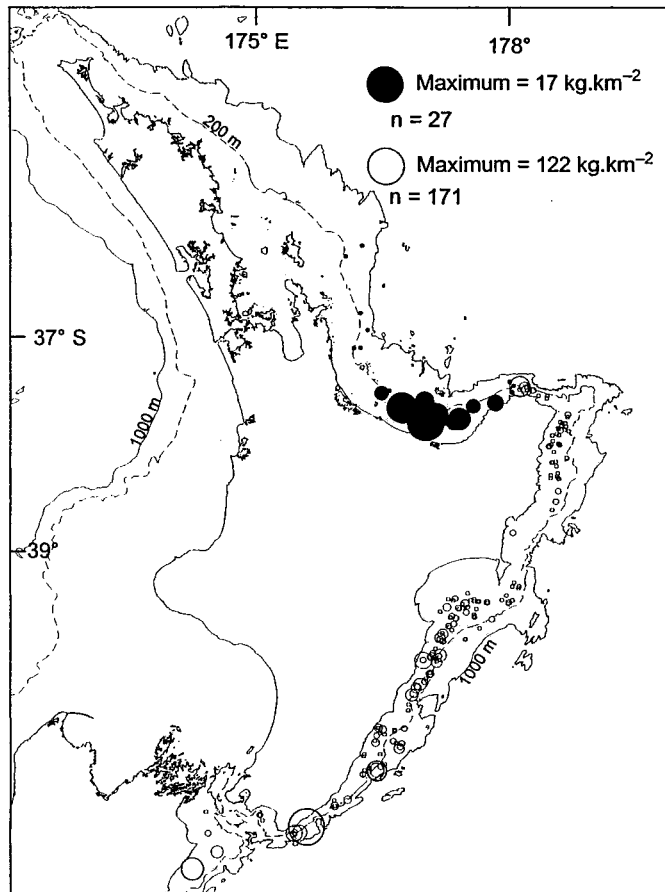 175° E
178°
Maximum = 17 kg.km⁻²
n = 27
200 m
Maximum = 122 kg.km⁻²
n = 171
37° S
1000 m
39°
1000 m